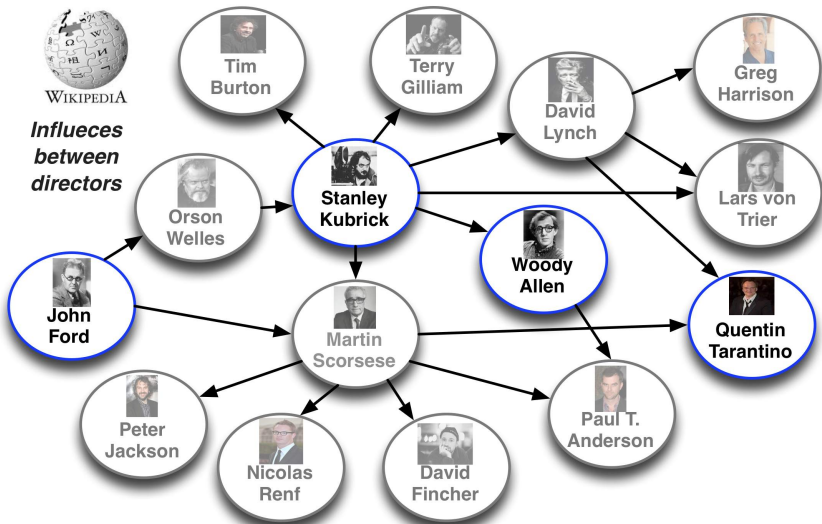 WIKIPEDIA
Influeces
between
directors
Tim
Burton
Terry
Gilliam
David
Lynch
Greg
Harrison
Orson
Welles
Stanley
Kubrick
Lars von
Trier
Woody
Allen
John
Ford
Martin
Scorsese
Quentin
Tarantino
Peter
Jackson
Nicolas
Renf
David
Fincher
Paul T.
Anderson